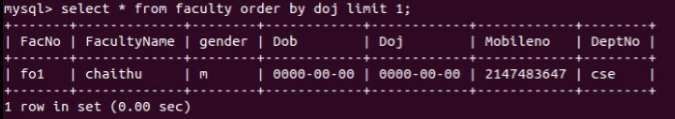 mysql> select * from faculty order by doj limit 1;
+-------+-------------+--------+------------+------------+------------+--------+
| FacNo | FacultyName | gender | Dob        | Doj        | Mobileno   | DeptNo |
+-------+-------------+--------+------------+------------+------------+--------+
| fo1   | chaithu     | m      | 0000-00-00 | 0000-00-00 | 2147483647 | cse    |
+-------+-------------+--------+------------+------------+------------+--------+
1 row in set (0.00 sec)